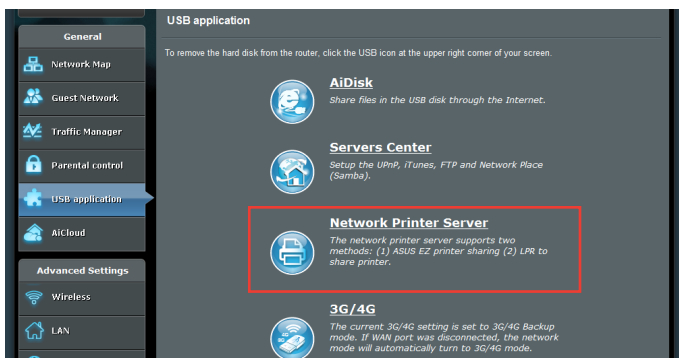 USB application
General
To remove the hard disk from the router, click the USB icon at the upper right corner of your screen.
Network Map
Guest Network
Traffic Manager
Parental control
USB application
AiCloud
Advanced Settings
Wireless
LAN
AiDisk
Share files in the USB disk through the Internet.
Servers Center
Setup the UPnP, iTunes, FTP and Network Place
(Samba).
Network Printer Server
The network printer server supports two
methods: (1) ASUS EZ printer sharing (2) LPR to
share printer.
3G/4G
The current 3G/4G setting is set to 3G/4G Backup
mode. If WAN port was disconnected, the network
mode will automatically turn to 3G/4G mode.